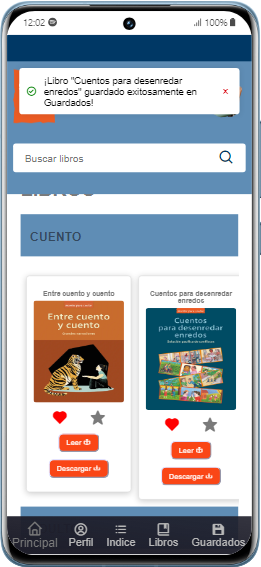 12:02
100%
¡Libro "Cuentos para desenredar
enredos" guardado exitosamente en
Guardados!
x
Buscar libros
LIBROS
CUENTO
Entre cuento y cuento
Entre cuento
y cuento
Leer
Descargar
Cuentos para desenredar
enredos
Cuentos
para desenredar
enredos
Leer
Descargar
Principal
Perfil
Indice
Libros
Guardados